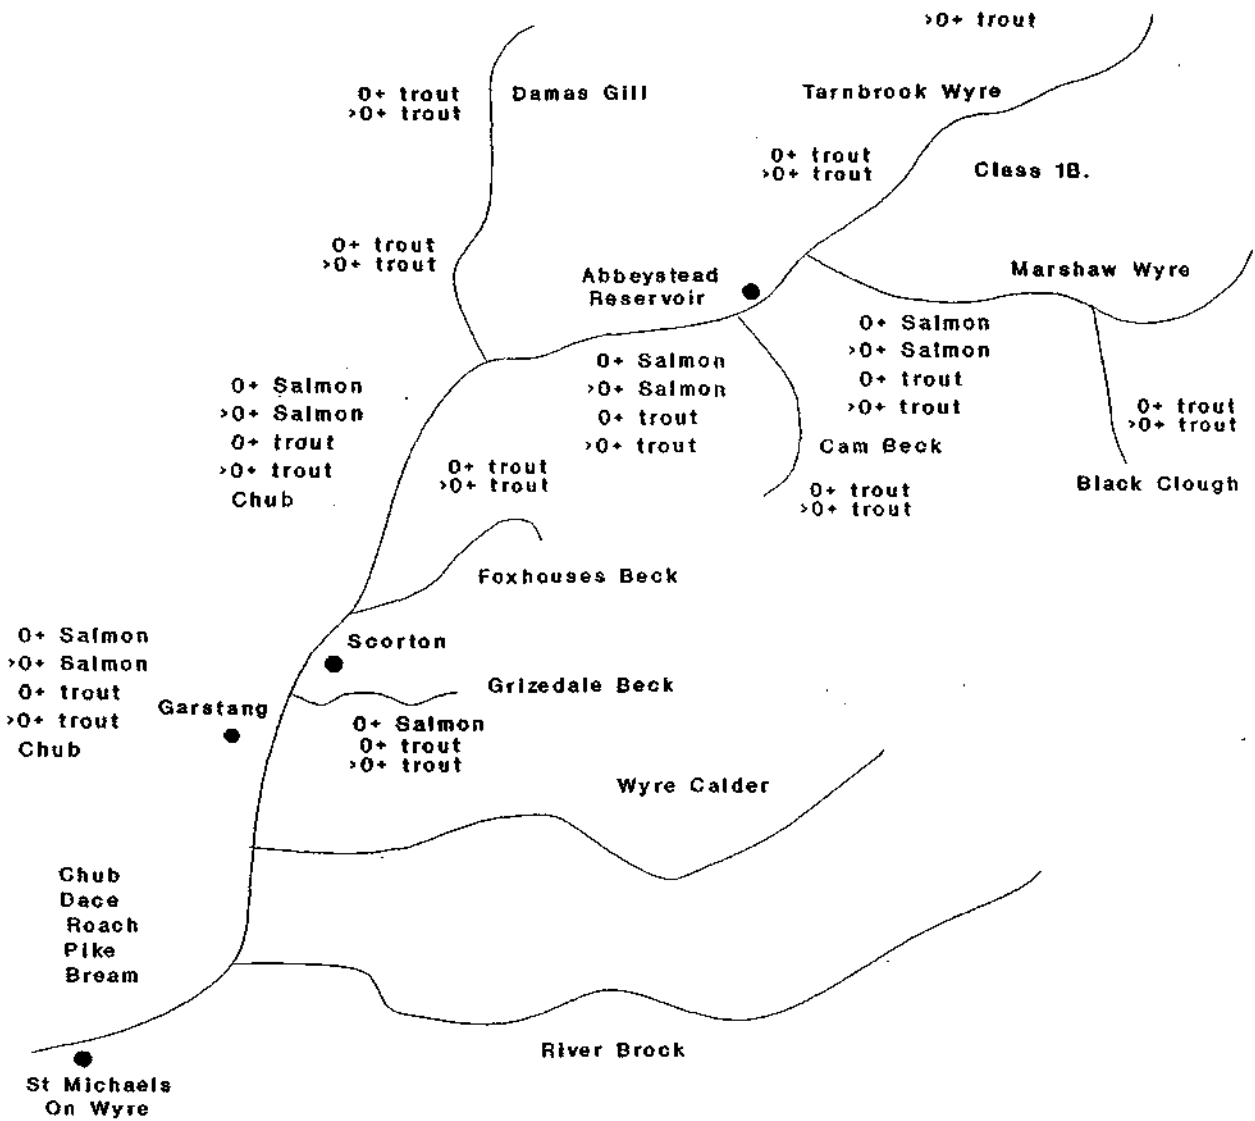 >0+ trout
0+ trout
>0+ trout
Damas Gill
Tarnbrook Wyre
0+ trout
>0+ trout
Class 1B.
0+ trout
>0+ trout
Abbeystead
Reservoir
Marshaw Wyre
0+ Salmon
>0+ Salmon
0+ trout
>0+ trout
0+ Salmon
>0+ Salmon
0+ trout
>0+ trout
0+ Salmon
>0+ Salmon
0+ trout
>0+ trout
Chub
0+ trout
>0+ trout
Cam Beck
0+ trout
>0+ trout
0+ trout
>0+ trout
Black Clough
Foxhouses Beck
Scorton
0+ Salmon
>0+ Salmon
0+ trout
>0+ trout
Chub
Garstang
Grizedale Beck
0+ Salmon
0+ trout
>0+ trout
Wyre Calder
Chub
Dace
Roach
Pike
Bream
River Brock
St Michaels
On Wyre